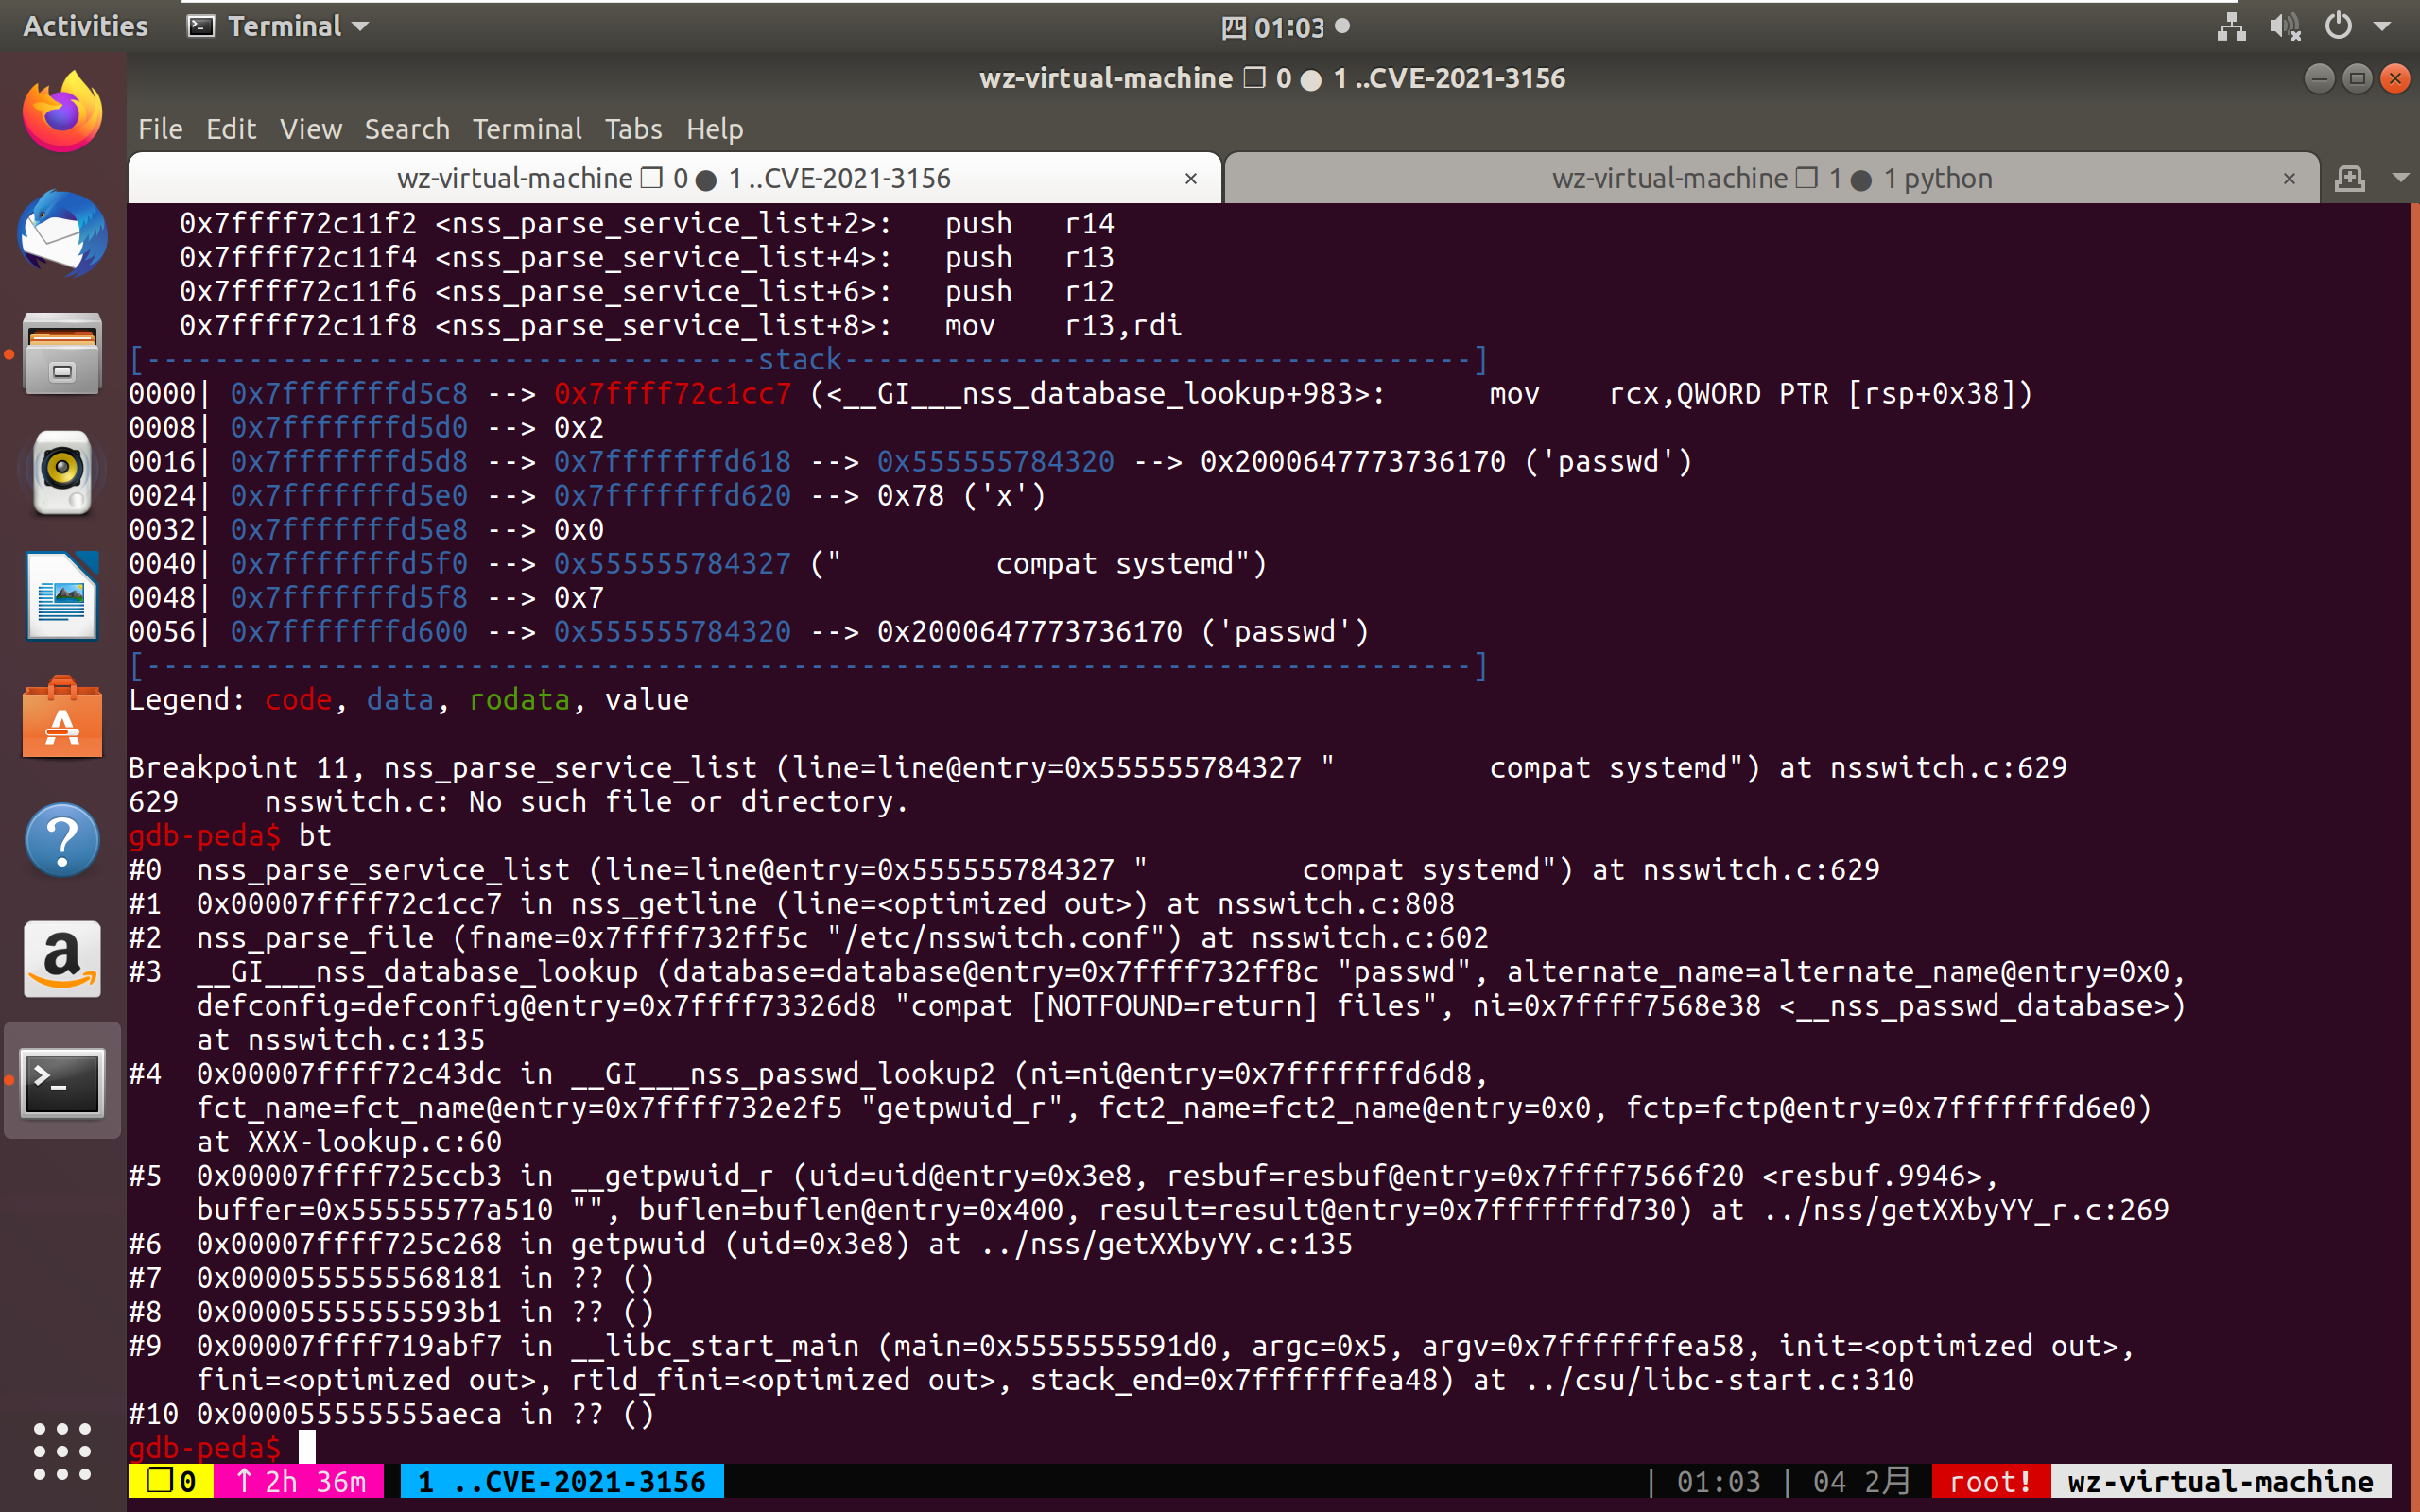 Activities Terminal 四 01:03
wz-virtual-machine ❐ 0 ● 1 ..CVE-2021-3156
File Edit View Search Terminal Tabs Help
wz-virtual-machine ❐ 0 ● 1 ..CVE-2021-3156 × wz-virtual-machine ❐ 1 ● 1 python ×
   0x7ffff72c11f2 <nss_parse_service_list+2>:   push   r14
   0x7ffff72c11f4 <nss_parse_service_list+4>:   push   r13
   0x7ffff72c11f6 <nss_parse_service_list+6>:   push   r12
   0x7ffff72c11f8 <nss_parse_service_list+8>:   mov    r13,rdi
[------------------------------------stack-------------------------------------]
0000| 0x7fffffffd5c8 --> 0x7ffff72c1cc7 (<__GI___nss_database_lookup+983>:      mov    rcx,QWORD PTR [rsp+0x38])
0008| 0x7fffffffd5d0 --> 0x2
0016| 0x7fffffffd5d8 --> 0x7fffffffd618 --> 0x555555784320 --> 0x2000647773736170 ('passwd')
0024| 0x7fffffffd5e0 --> 0x7fffffffd620 --> 0x78 ('x')
0032| 0x7fffffffd5e8 --> 0x0
0040| 0x7fffffffd5f0 --> 0x555555784327 ("         compat systemd")
0048| 0x7fffffffd5f8 --> 0x7
0056| 0x7fffffffd600 --> 0x555555784320 --> 0x2000647773736170 ('passwd')
[------------------------------------------------------------------------------]
Legend: code, data, rodata, value
Breakpoint 11, nss_parse_service_list (line=line@entry=0x555555784327 "         compat systemd") at nsswitch.c:629
629     nsswitch.c: No such file or directory.
gdb-peda$ bt
#0  nss_parse_service_list (line=line@entry=0x555555784327 "         compat systemd") at nsswitch.c:629
#1  0x00007ffff72c1cc7 in nss_getline (line=<optimized out>) at nsswitch.c:808
#2  nss_parse_file (fname=0x7ffff732ff5c "/etc/nsswitch.conf") at nsswitch.c:602
#3  __GI___nss_database_lookup (database=database@entry=0x7ffff732ff8c "passwd", alternate_name=alternate_name@entry=0x0,
    defconfig=defconfig@entry=0x7ffff73326d8 "compat [NOTFOUND=return] files", ni=0x7ffff7568e38 <__nss_passwd_database>)
    at nsswitch.c:135
#4  0x00007ffff72c43dc in __GI___nss_passwd_lookup2 (ni=ni@entry=0x7fffffffd6d8,
    fct_name=fct_name@entry=0x7ffff732e2f5 "getpwuid_r", fct2_name=fct2_name@entry=0x0, fctp=fctp@entry=0x7fffffffd6e0)
    at XXX-lookup.c:60
#5  0x00007ffff725ccb3 in __getpwuid_r (uid=uid@entry=0x3e8, resbuf=resbuf@entry=0x7ffff7566f20 <resbuf.9946>,
    buffer=0x55555577a510 "", buflen=buflen@entry=0x400, result=result@entry=0x7fffffffd730) at ../nss/getXXbyYY_r.c:269
#6  0x00007ffff725c268 in getpwuid (uid=0x3e8) at ../nss/getXXbyYY.c:135
#7  0x0000555555568181 in ?? ()
#8  0x00005555555593b1 in ?? ()
#9  0x00007ffff719abf7 in __libc_start_main (main=0x5555555591d0, argc=0x5, argv=0x7fffffffea58, init=<optimized out>,
    fini=<optimized out>, rtld_fini=<optimized out>, stack_end=0x7fffffffea48) at ../csu/libc-start.c:310
#10 0x000055555555aeca in ?? ()
gdb-peda$
❐ 0 ↑ 2h 36m 1 ..CVE-2021-3156 | 01:03 | 04 2月 root! wz-virtual-machine